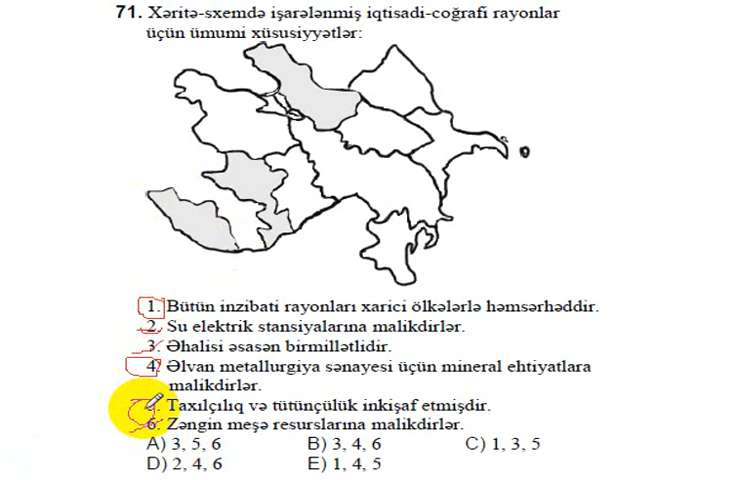 71. Xəritə-sxemdə işarələnmiş iqtisadi-coğrafi rayonlar
üçün ümumi xüsusiyyətlər:
1. Bütün inzibati rayonları xarici ölkələrlə həmsərhəddir.
2. Su elektrik stansiyalarına malikdirlər.
3. Əhalisi əsasən birmillətlidir.
4. Əlvan metallurgiya sənayesi üçün mineral ehtiyatlara
malikdirlər.
Taxılçılıq və tütünçülük inkişaf etmişdir.
6. Zəngin meşə resurslarına malikdirlər.
A) 3, 5, 6 B) 3, 4, 6 C) 1, 3, 5
D) 2, 4, 6 E) 1, 4, 5